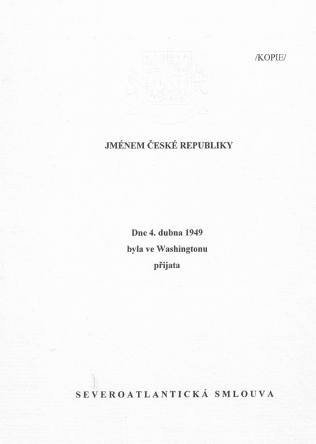 /KOPIE/
JMÉNEM ČESKÉ REPUBLIKY
Dne 4. dubna 1949
byla ve Washingtonu
přijata
SEVEROATLANTICKÁ SMLOUVA